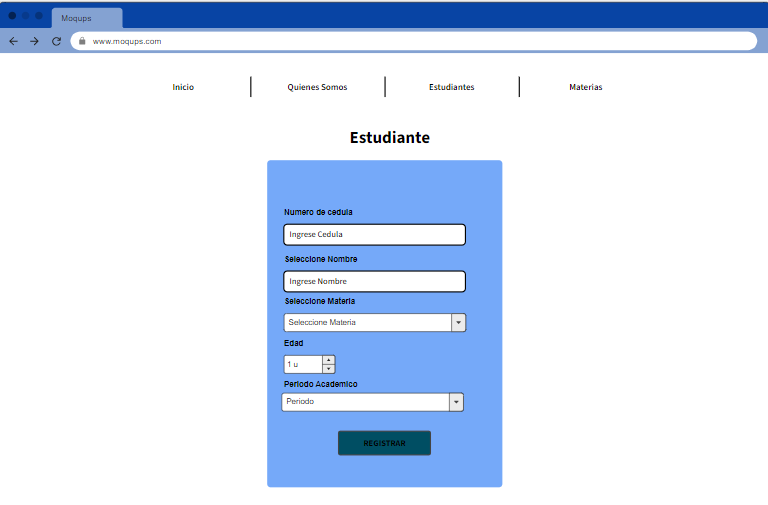 Moqups
www.moqups.com
Inicio
Quienes Somos
Estudiantes
Materias
Estudiante
Numero de cedula
Ingrese Cedula
Seleccione Nombre
Ingrese Nombre
Seleccione Materia
Seleccione Materia
Edad
1 u
Periodo Academico
Periodo
REGISTRAR